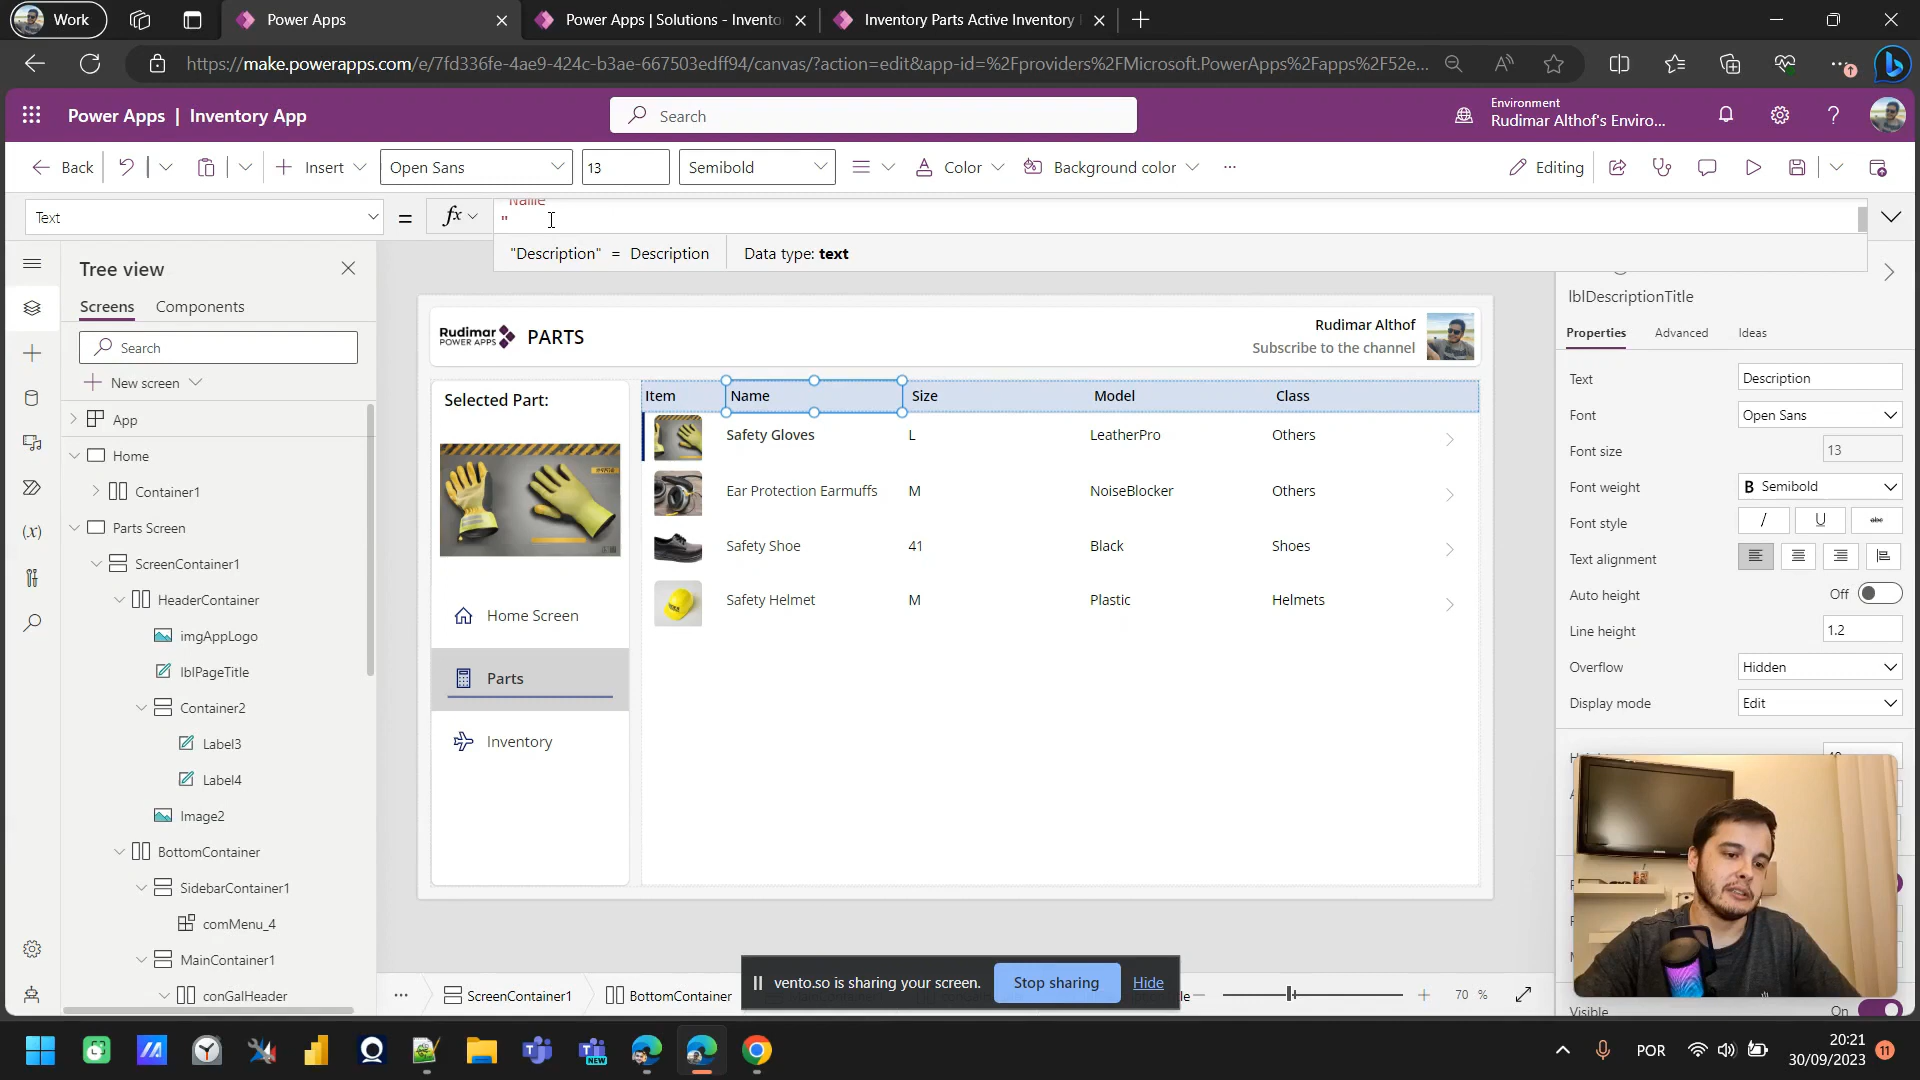 Work
Power Apps
Power Apps | Solutions - Invento
Inventory Parts Active Inventory
https://make.powerapps.com/e/7fd336fe-4ae9-424c-b3ae-667503edff94/canvas/?action=edit&app-id=%2Fproviders%2FMicrosoft.PowerApps%2Fapps%2F52e...
Power Apps | Inventory App
Search
Environment
Rudimar Althof's Enviro...
Back
Insert
Open Sans
13
Semibold
Color
Background color
...
Editing
Text
=
fx
Name
"
"Description" = Description
Data type: text
Tree view
Screens
Components
Search
New screen
App
Home
Container1
Parts Screen
ScreenContainer1
HeaderContainer
imgAppLogo
lblPageTitle
Container2
Label3
Label4
Image2
BottomContainer
SidebarContainer1
comMenu_4
MainContainer1
conGalHeader
Rudimar
POWER APPS
PARTS
Rudimar Althof
Subscribe to the channel
Selected Part:
Home Screen
Parts
Inventory
Item Name Size Model Class
Safety Gloves L LeatherPro Others
Ear Protection Earmuffs M NoiseBlocker Others
Safety Shoe 41 Black Shoes
Safety Helmet M Plastic Helmets
lblDescriptionTitle
Properties
Advanced
Ideas
Text Description
Font Open Sans
Font size 13
Font weight B Semibold
Font style / U abc
Text alignment
Auto height Off
Line height 1.2
Overflow Hidden
Display mode Edit
Visible On
... ScreenContainer1 BottomContainer
70 %
vento.so is sharing your screen.
Stop sharing
Hide
NEW
POR
20:21
30/09/2023
11